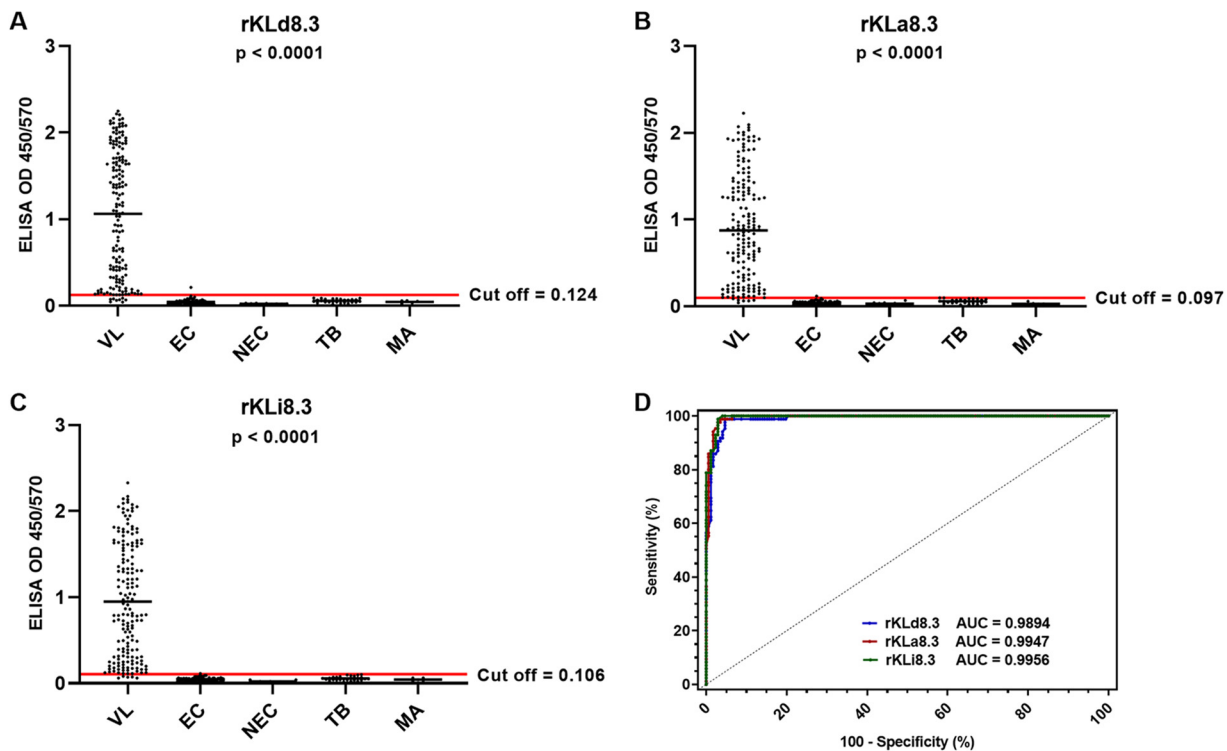 A
rKLd8.3
p < 0.0001
ELISA OD 450/570
3
2
1
0
Cut off = 0.124
VL
EC
NEC
TB
MA
B
rKLa8.3
p < 0.0001
ELISA OD 450/570
3
2
1
0
Cut off = 0.097
VL
EC
NEC
TB
MA
C
rKLi8.3
p < 0.0001
ELISA OD 450/570
3
2
1
0
Cut off = 0.106
VL
EC
NEC
TB
MA
D
Sensitivity (%)
100
80
60
40
20
0
rKLd8.3 AUC = 0.9894
rKLa8.3 AUC = 0.9947
rKLi8.3 AUC = 0.9956
0
20
40
60
80
100
100 - Specificity (%)